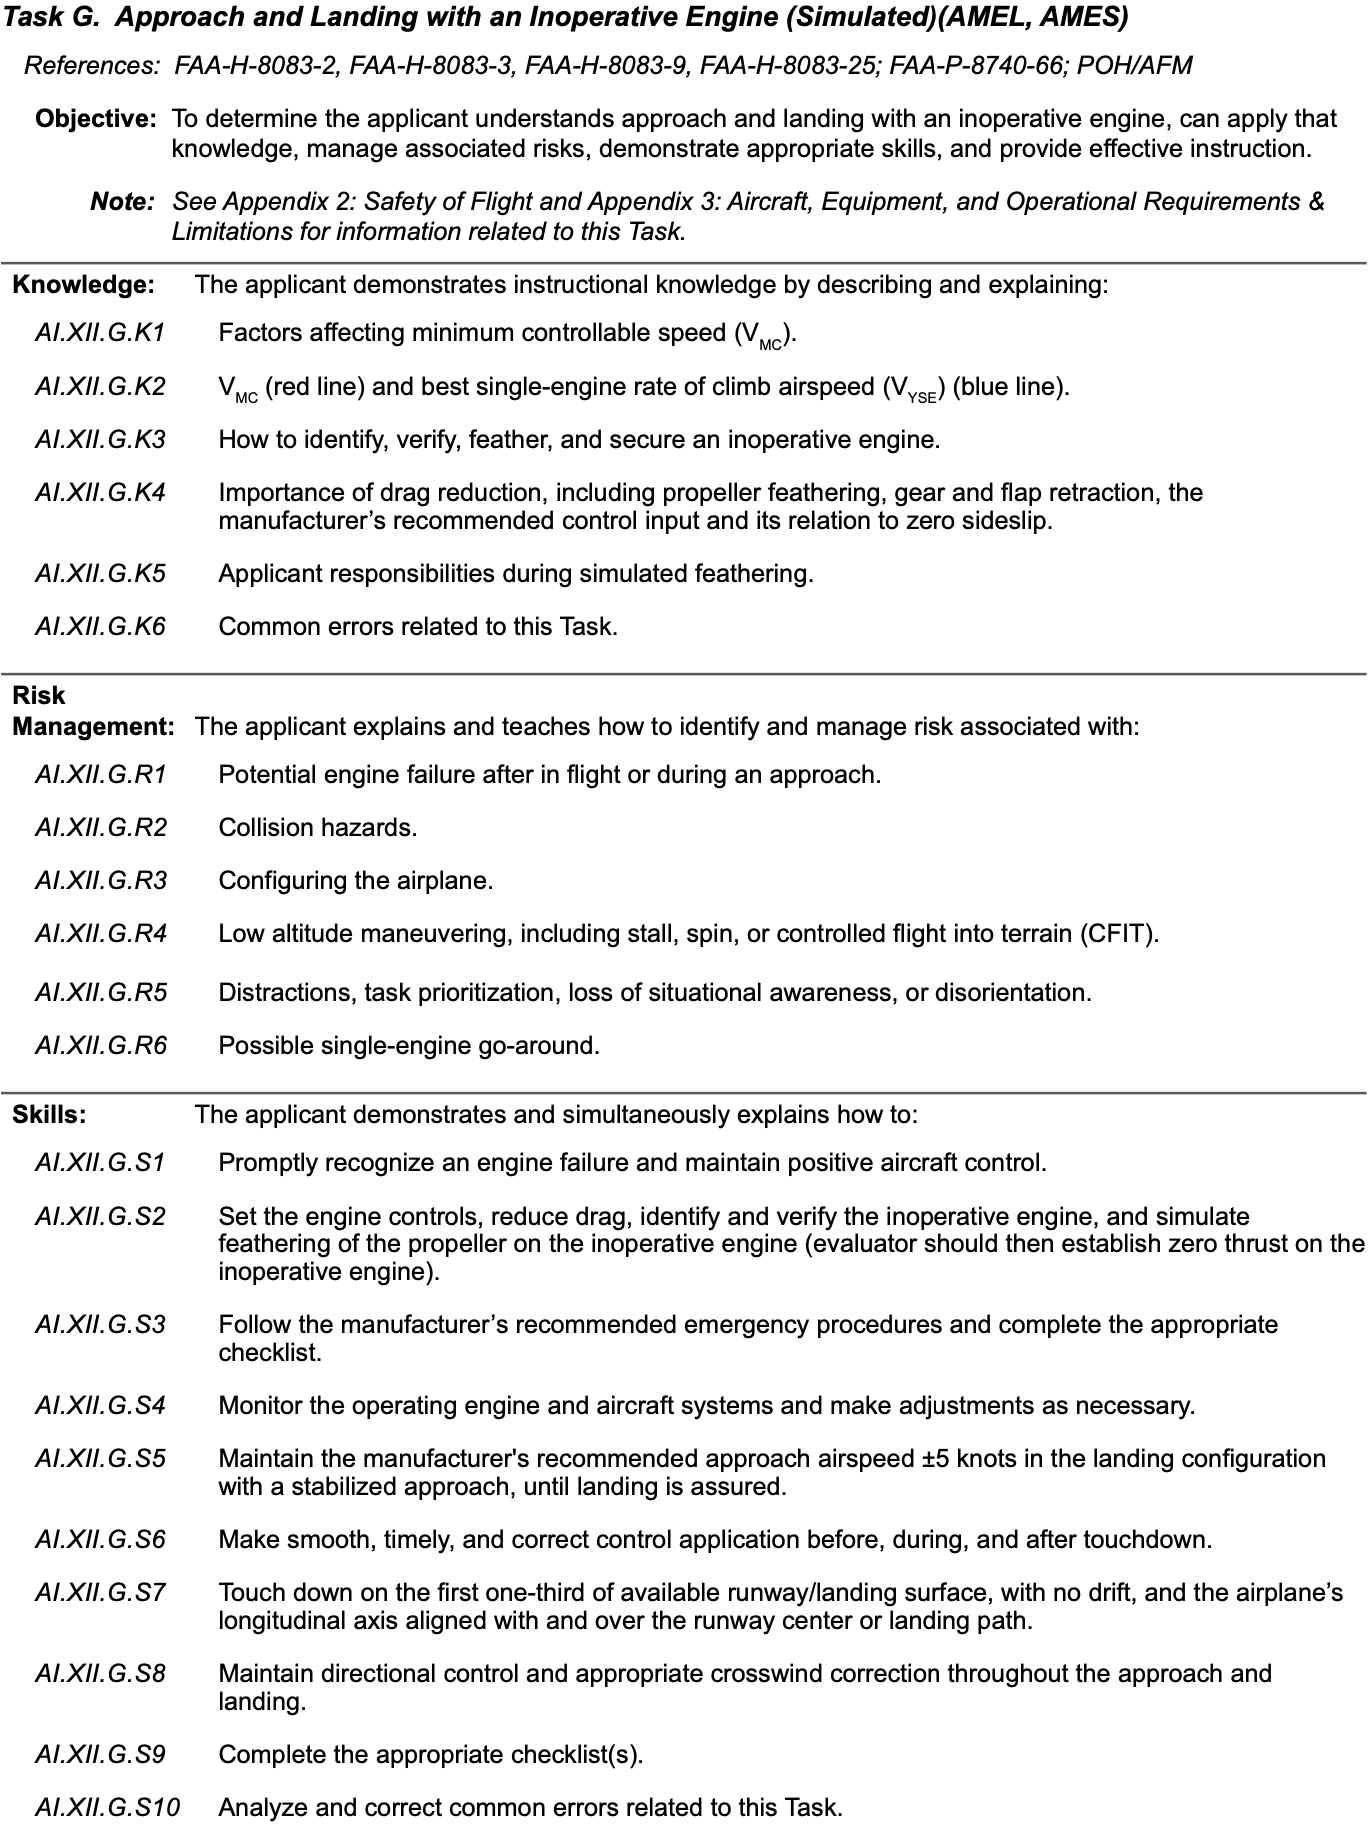 Task G. Approach and Landing with an Inoperative Engine (Simulated)(AMEL, AMES)
References: FAA-H-8083-2, FAA-H-8083-3, FAA-H-8083-9, FAA-H-8083-25; FAA-P-8740-66; POH/AFM
Objective: To determine the applicant understands approach and landing with an inoperative engine, can apply that
knowledge, manage associated risks, demonstrate appropriate skills, and provide effective instruction.
Note: See Appendix 2: Safety of Flight and Appendix 3: Aircraft, Equipment, and Operational Requirements &
Limitations for information related to this Task.
Knowledge: The applicant demonstrates instructional knowledge by describing and explaining:
AI.XII.G.K1 Factors affecting minimum controllable speed (VMC).
AI.XII.G.K2 VMC (red line) and best single-engine rate of climb airspeed (VYSE) (blue line).
AI.XII.G.K3 How to identify, verify, feather, and secure an inoperative engine.
AI.XII.G.K4 Importance of drag reduction, including propeller feathering, gear and flap retraction, the
manufacturer’s recommended control input and its relation to zero sideslip.
AI.XII.G.K5 Applicant responsibilities during simulated feathering.
AI.XII.G.K6 Common errors related to this Task.
Risk
Management: The applicant explains and teaches how to identify and manage risk associated with:
AI.XII.G.R1 Potential engine failure after in flight or during an approach.
AI.XII.G.R2 Collision hazards.
AI.XII.G.R3 Configuring the airplane.
AI.XII.G.R4 Low altitude maneuvering, including stall, spin, or controlled flight into terrain (CFIT).
AI.XII.G.R5 Distractions, task prioritization, loss of situational awareness, or disorientation.
AI.XII.G.R6 Possible single-engine go-around.
Skills: The applicant demonstrates and simultaneously explains how to:
AI.XII.G.S1 Promptly recognize an engine failure and maintain positive aircraft control.
AI.XII.G.S2 Set the engine controls, reduce drag, identify and verify the inoperative engine, and simulate
feathering of the propeller on the inoperative engine (evaluator should then establish zero thrust on the
inoperative engine).
AI.XII.G.S3 Follow the manufacturer’s recommended emergency procedures and complete the appropriate
checklist.
AI.XII.G.S4 Monitor the operating engine and aircraft systems and make adjustments as necessary.
AI.XII.G.S5 Maintain the manufacturer's recommended approach airspeed ±5 knots in the landing configuration
with a stabilized approach, until landing is assured.
AI.XII.G.S6 Make smooth, timely, and correct control application before, during, and after touchdown.
AI.XII.G.S7 Touch down on the first one-third of available runway/landing surface, with no drift, and the airplane’s
longitudinal axis aligned with and over the runway center or landing path.
AI.XII.G.S8 Maintain directional control and appropriate crosswind correction throughout the approach and
landing.
AI.XII.G.S9 Complete the appropriate checklist(s).
AI.XII.G.S10 Analyze and correct common errors related to this Task.